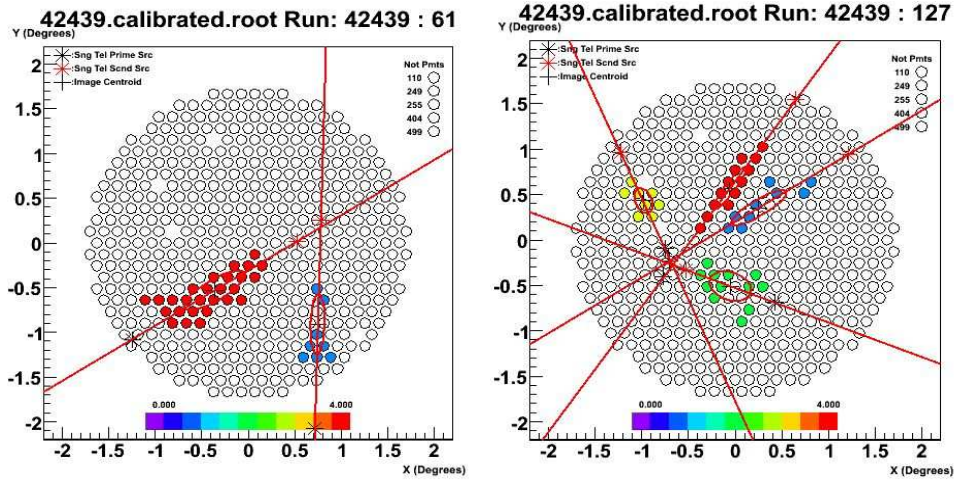 42439.calibrated.root Run: 42439 : 61
Y (Degrees)
:Sng Tel Prime Src
:Sng Tel Scnd Src
:Image Centroid
Not Pmts
110
249
255
404
499
2
1.5
1
0.5
0
-0.5
-1
-1.5
-2
0.000
4.000
-2 -1.5 -1 -0.5 0 0.5 1 1.5 2
X (Degrees)
42439.calibrated.root Run: 42439 : 127
Y (Degrees)
:Sng Tel Prime Src
:Sng Tel Scnd Src
:Image Centroid
Not Pmts
110
249
255
404
499
2
1.5
1
0.5
0
-0.5
-1
-1.5
-2
0.000
4.000
-2 -1.5 -1 -0.5 0 0.5 1 1.5 2
X (Degrees)